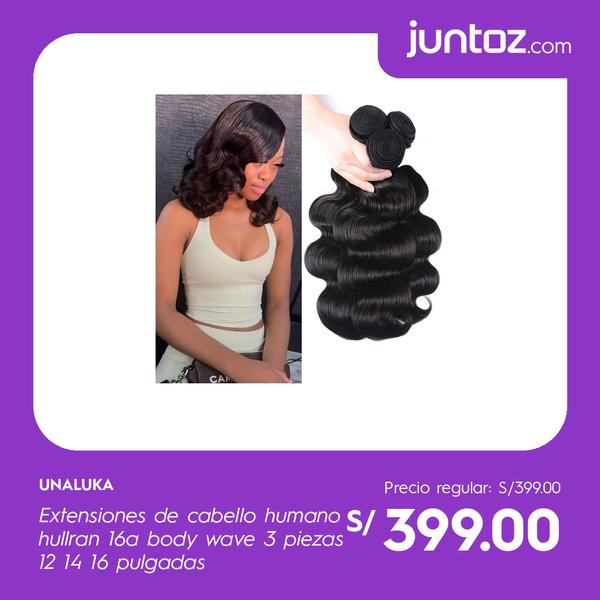 juntoz.com
CAM
UNALUKA
Precio regular: S/399.00
Extensiones de cabello humano
hullran 16a body wave 3 piezas
12 14 16 pulgadas
S/ 399.00